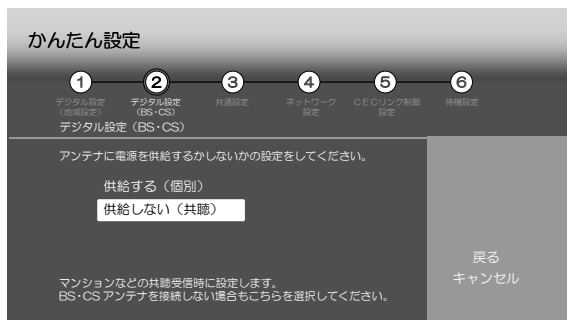 かんたん設定
1 2 3 4 5 6
デジタル設定 デジタル設定 共通設定 ネットワーク CECリンク制御 待機設定
(地域設定) (BS・CS) 設定 設定
デジタル設定(BS・CS)
アンテナに電源を供給するかしないかの設定をしてください。
供給する(個別)
供給しない(共聴)
戻る
キャンセル
マンションなどの共聴受信時に設定します。
BS・CSアンテナを接続しない場合もこちらを選択してください。